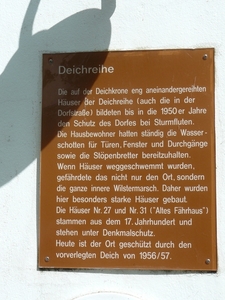 Deichreihe
Die auf der Deichkrone eng aneinandergereihten
Häuser der Deichreihe (auch die in der
Dorfstraße) bildeten bis in die 1950er Jahre
den Schutz des Dorfes bei Sturmfluten.
Die Hausbewohner hatten ständig die Wasser-
schotten für Türen, Fenster und Durchgänge
sowie die Stöpenbretter bereitzuhalten.
Wenn Häuser weggeschwemmt wurden,
gefährdete das nicht nur den Ort, sondern
die ganze innere Wilstermarsch. Daher wurden
hier besonders starke Häuser gebaut.
Die Häuser Nr. 27 und Nr. 31 ("Altes Fährhaus")
stammen aus dem 17. Jahrhundert und
stehen unter Denkmalschutz.
Heute ist der Ort geschützt durch den
vorverlegten Deich von 1956/57.